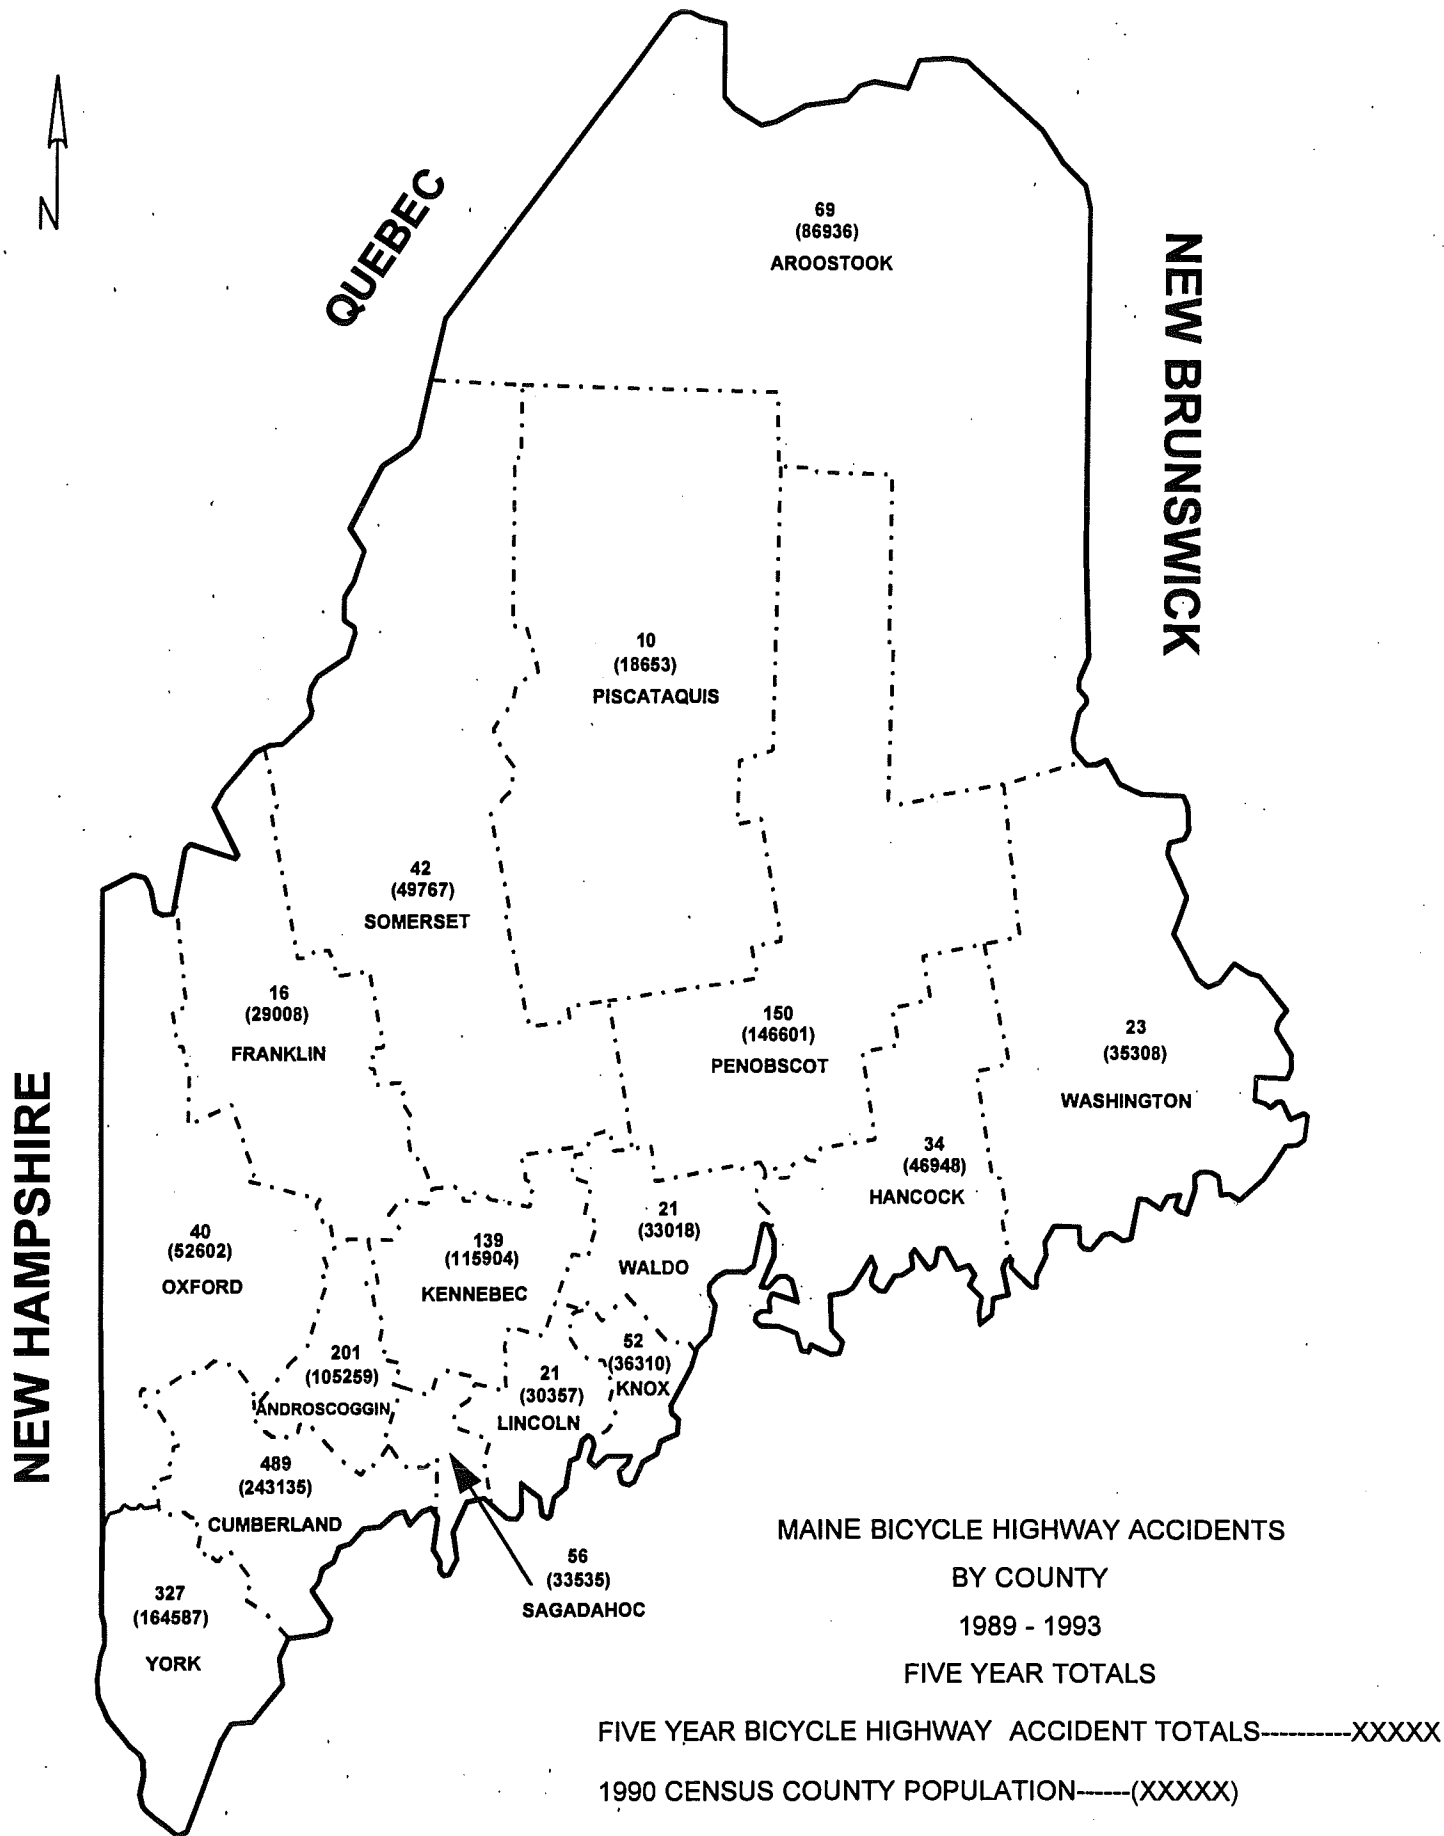 N
QUEBEC
NEW BRUNSWICK
NEW HAMPSHIRE
69
(86936)
AROOSTOOK
10
(18653)
PISCATAQUIS
42
(49767)
SOMERSET
16
(29008)
FRANKLIN
150
(146601)
PENOBSCOT
23
(35308)
WASHINGTON
34
(46948)
HANCOCK
40
(52602)
OXFORD
139
(115904)
KENNEBEC
21
(33018)
WALDO
201
(105259)
ANDROSCOGGIN
21
(30357)
LINCOLN
52
(36310)
KNOX
489
(243135)
CUMBERLAND
56
(33535)
SAGADAHOC
327
(164587)
YORK
MAINE BICYCLE HIGHWAY ACCIDENTS
BY COUNTY
1989 - 1993
FIVE YEAR TOTALS
FIVE YEAR BICYCLE HIGHWAY ACCIDENT TOTALS----------XXXXX
1990 CENSUS COUNTY POPULATION------(XXXXX)